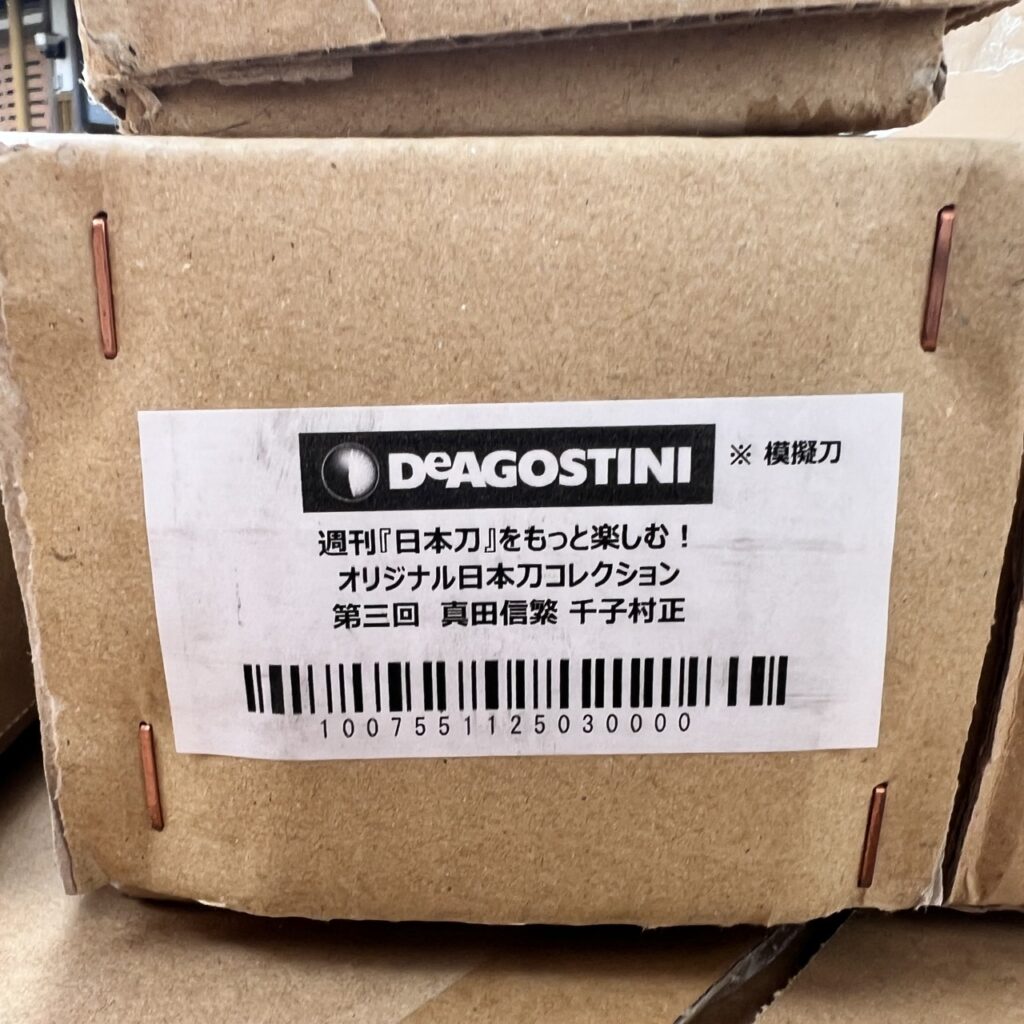 DeAGOSTINI
※ 模擬刀
週刊『日本刀』をもっと楽しむ！
オリジナル日本刀コレクション
第三回 真田信繁 千子村正
1007551125030000